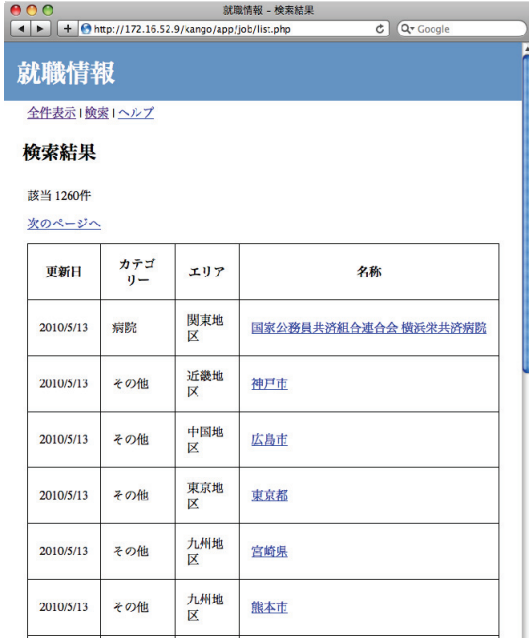 就職情報 – 検索結果
http://172.16.52.9/kango/app/job/list.php
Google
就職情報
全件表示 | 検索 | ヘルプ
検索結果
該当 1260件
次のページへ
更新日 カテゴリー エリア 名称
2010/5/13 病院 関東地区 国家公務員共済組合連合会 横浜栄共済病院
2010/5/13 その他 近畿地区 神戸市
2010/5/13 その他 中国地区 広島市
2010/5/13 その他 東京地区 東京都
2010/5/13 その他 九州地区 宮崎県
2010/5/13 その他 九州地区 熊本市